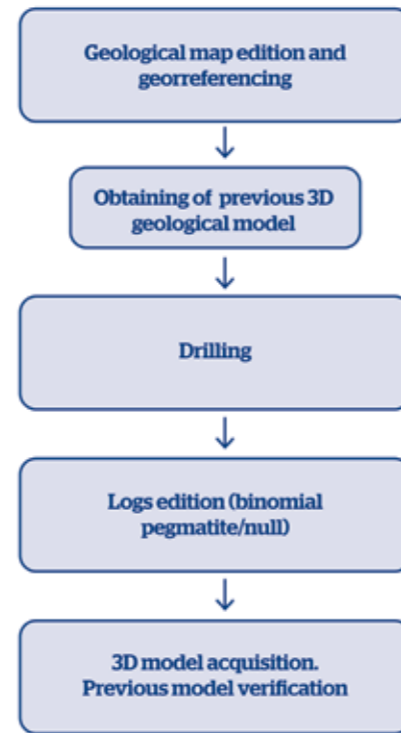 Geological map edition and
georreferencing
Obtaining of previous 3D
geological model
Drilling
Logs edition (binomial
pegmatite/null)
3D model acquisition.
Previous model verification